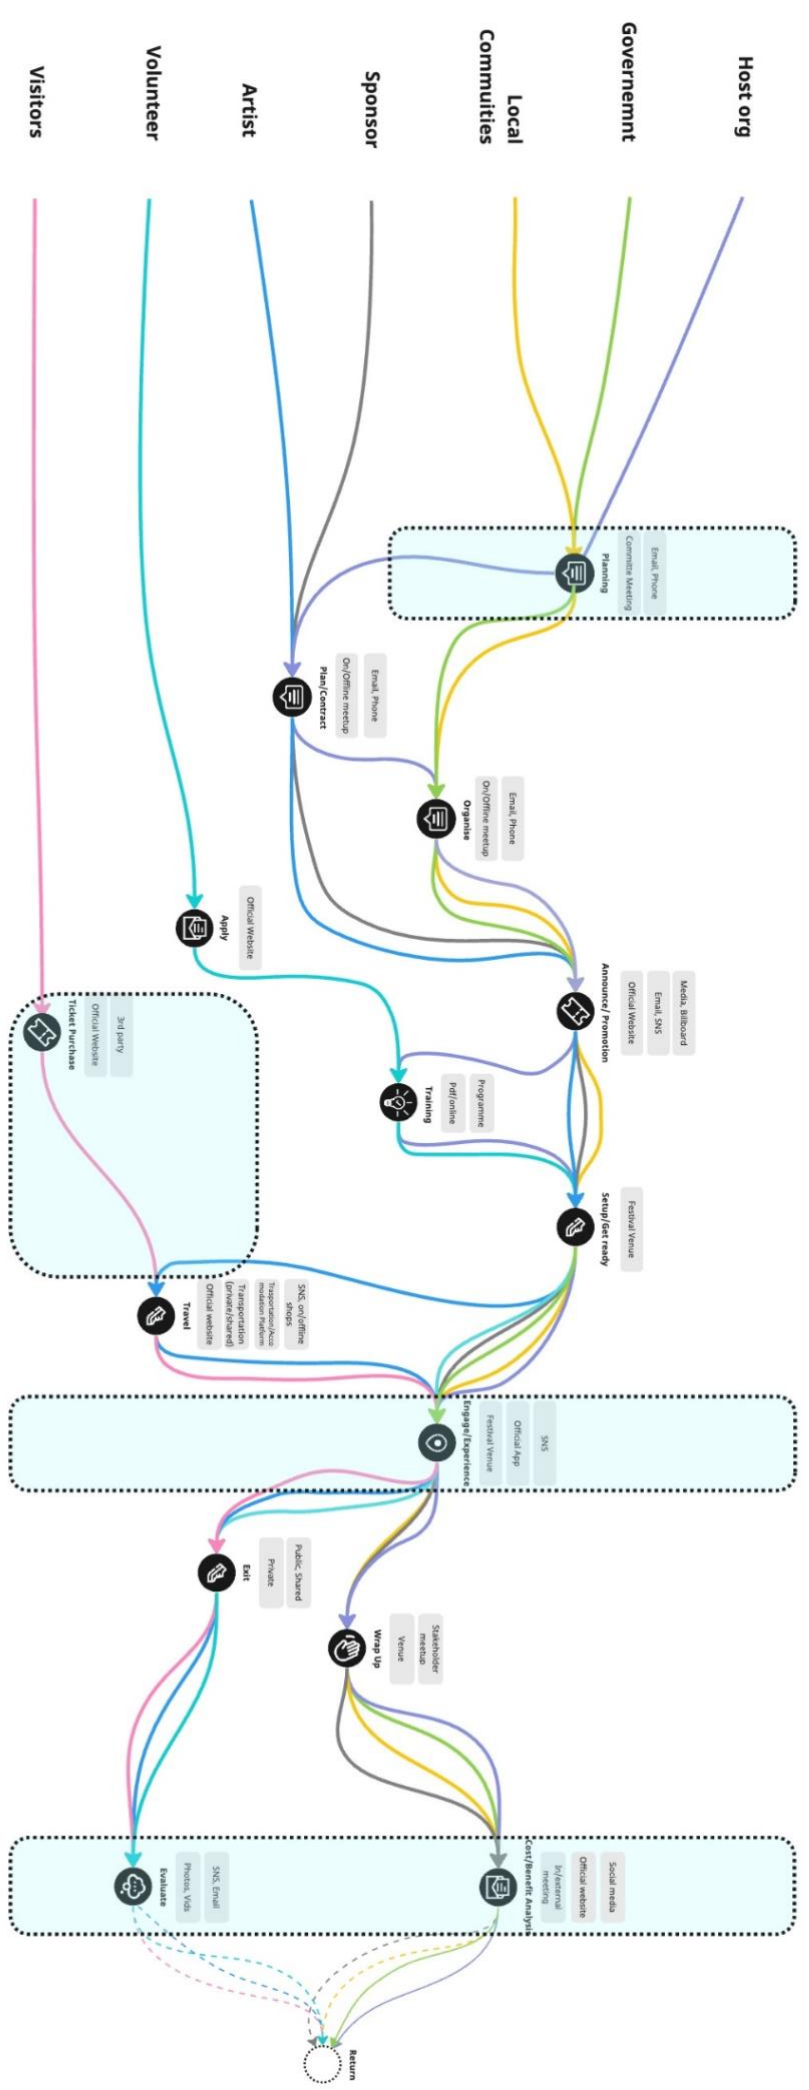 Host org
Governemnt
Local
Commuities
Sponsor
Artist
Volunteer
Visitors
Email, Phone
Committe Meeting
Planning
Email, Phone
On/Offline meetup
Plan/Contract
Email, Phone
On/Offline meetup
Organise
Official Website
Apply
Media, Billboard
Email, SNS
Official Website
Announce/ Promotion
3rd party
Official Website
Ticket Purchase
Programme
Pdf/online
Training
Festival Venue
Setup/Get ready
SNS, on/offline
shops
Trasportation/Acco
modation Platform
Transportation
(private/shared)
Official website
Travel
SNS
Official App
Festival Venue
Engage/Experience
Public, Shared
Private
Exit
Stakeholder
meetup
Venue
Wrap Up
Social media
Official website
In/external
meeting
Cost/Benefit Analysis
SNS, Email
Photos, Vids
Evaluate
Return